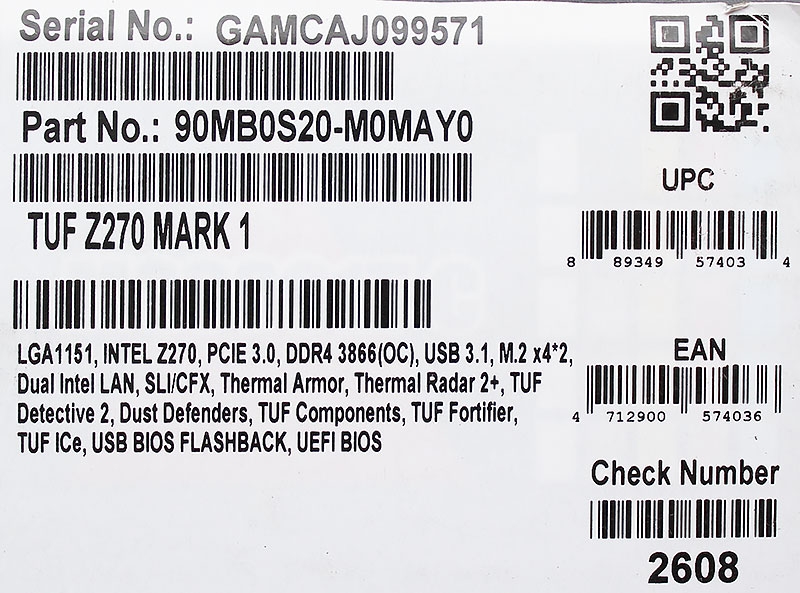 Serial No.: GAMCAJ099571
Part No.: 90MB0S20-M0MAY0
TUF Z270 MARK 1
LGA1151, INTEL Z270, PCIE 3.0, DDR4 3866(OC), USB 3.1, M.2 x4*2,
Dual Intel LAN, SLI/CFX, Thermal Armor, Thermal Radar 2+, TUF
Detective 2, Dust Defenders, TUF Components, TUF Fortifier,
TUF ICe, USB BIOS FLASHBACK, UEFI BIOS
UPC
8 89349 57403 4
EAN
4 712900 574036
Check Number
2608